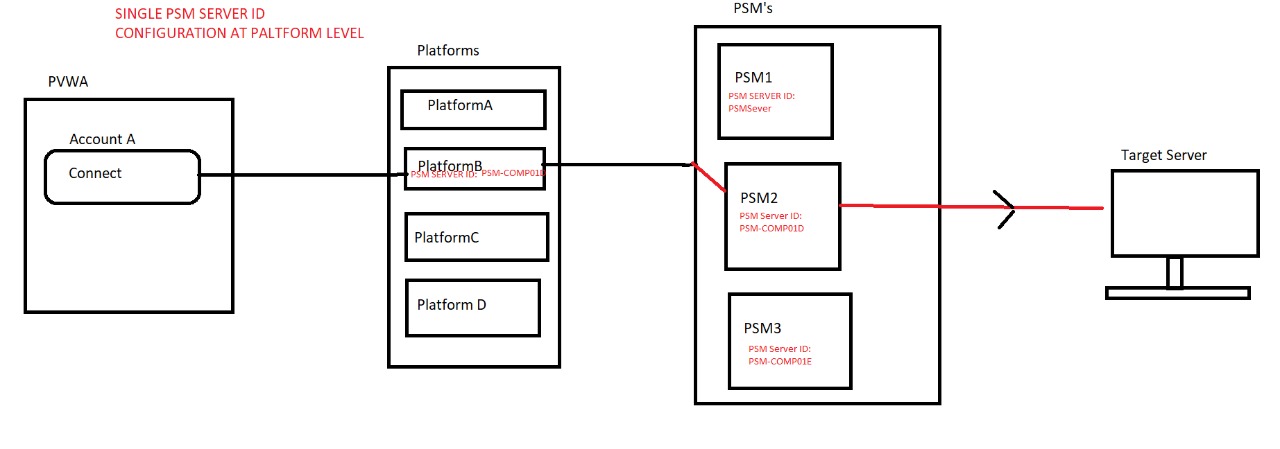 SINGLE PSM SERVER ID
CONFIGURATION AT PALTFORM LEVEL
PVWA
Account A
Connect
Platforms
PlatformA
PlatformB
PSM SERVER ID: PSM-COMP01D
PlatformC
Platform D
PSM's
PSM1
PSM SERVER ID:
PSMSever
PSM2
PSM Server ID:
PSM-COMP01D
PSM3
PSM Server ID:
PSM-COMP01E
Target Server